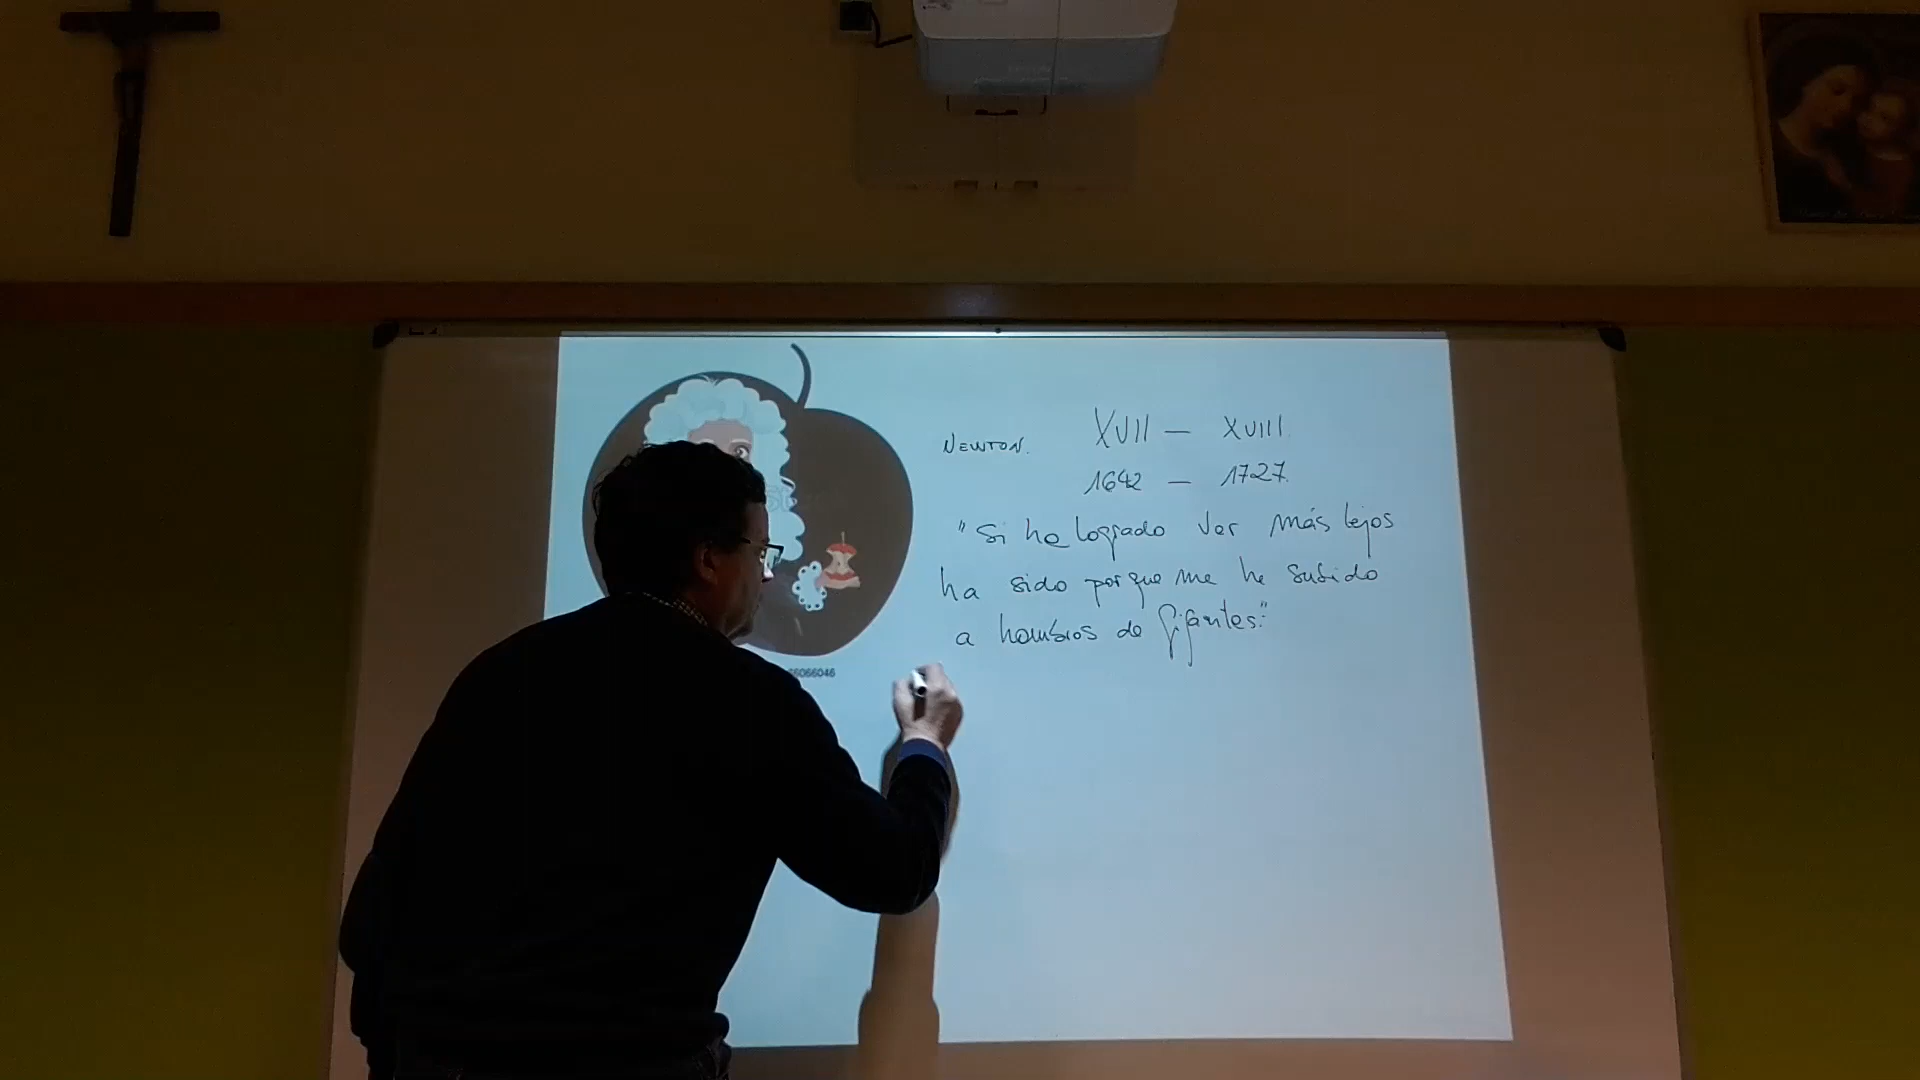 NEWTON. XVII — XVIII.
1642 — 1727.
"Si he logrado ver más lejos
ha sido porque me he subido
a hombros de gigantes."
66066046